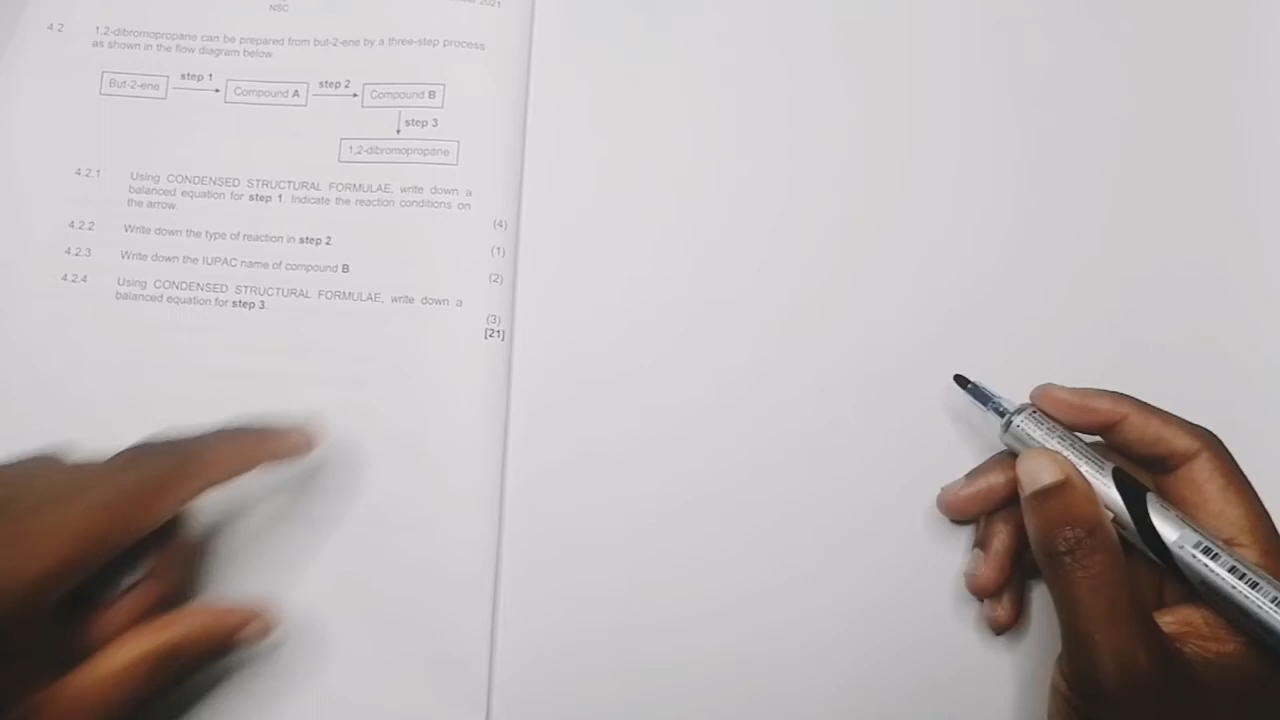 2021
NSC
4.2 1,2-dibromopropane can be prepared from but-2-ene by a three-step process
as shown in the flow diagram below.
But-2-ene step 1 Compound A step 2 Compound B
step 3
1,2-dibromopropane
4.2.1 Using CONDENSED STRUCTURAL FORMULAE, write down a
balanced equation for step 1. Indicate the reaction conditions on
the arrow. (4)
4.2.2 Write down the type of reaction in step 2. (1)
4.2.3 Write down the IUPAC name of compound B. (2)
4.2.4 Using CONDENSED STRUCTURAL FORMULAE, write down a
balanced equation for step 3. (3)
[21]